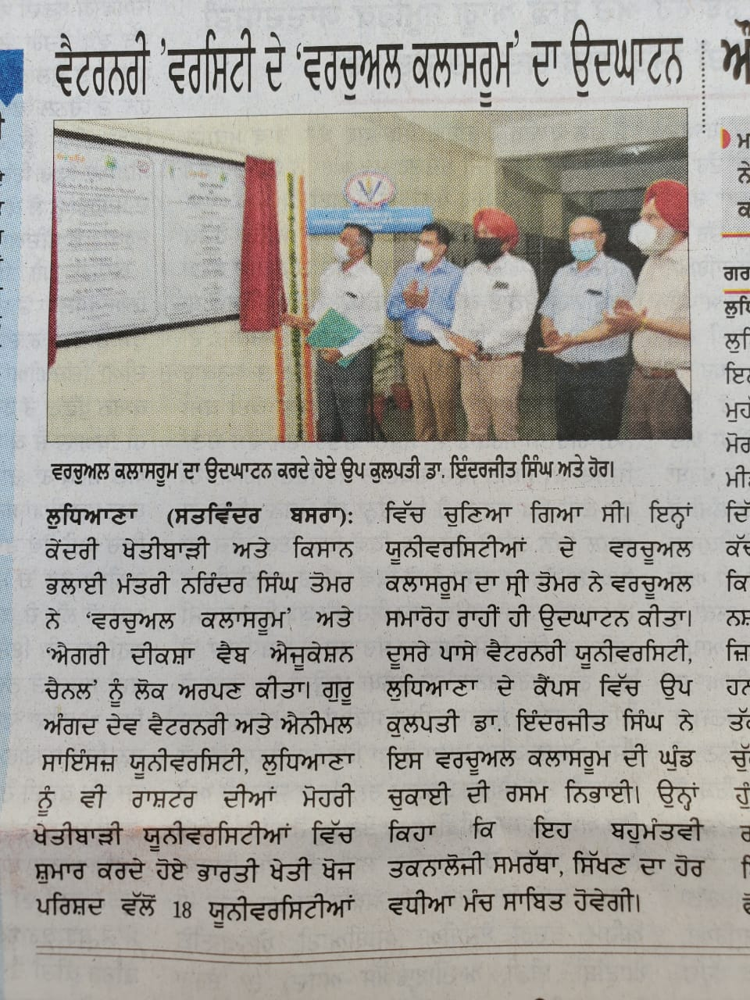 ਵੈਟਰਨਰੀ ’ਵਰਸਿਟੀ ਦੇ ‘ਵਰਚੁਅਲ ਕਲਾਸਰੂਮ’ ਦਾ ਉਦਘਾਟਨ
ਵਰਚੁਅਲ ਕਲਾਸਰੂਮ ਦਾ ਉਦਘਾਟਨ ਕਰਦੇ ਹੋਏ ਉਪ ਕੁਲਪਤੀ ਡਾ. ਇੰਦਰਜੀਤ ਸਿੰਘ ਅਤੇ ਹੋਰ।
ਲੁਧਿਆਣਾ (ਸਤਵਿੰਦਰ ਬਸਰਾ):
ਕੇਂਦਰੀ ਖੇਤੀਬਾੜੀ ਅਤੇ ਕਿਸਾਨ
ਭਲਾਈ ਮੰਤਰੀ ਨਰਿੰਦਰ ਸਿੰਘ ਤੋਮਰ
ਨੇ ‘ਵਰਚੁਅਲ ਕਲਾਸਰੂਮ’ ਅਤੇ
‘ਐਗਰੀ ਦੀਕਸ਼ਾ ਵੈਬ ਐਜੂਕੇਸ਼ਨ
ਚੈਨਲ’ ਨੂੰ ਲੋਕ ਅਰਪਣ ਕੀਤਾ। ਗੁਰੂ
ਅੰਗਦ ਦੇਵ ਵੈਟਰਨਰੀ ਅਤੇ ਐਨੀਮਲ
ਸਾਇੰਸਜ਼ ਯੂਨੀਵਰਸਿਟੀ, ਲੁਧਿਆਣਾ
ਨੂੰ ਵੀ ਰਾਸ਼ਟਰ ਦੀਆਂ ਮੋਹਰੀ
ਖੇਤੀਬਾੜੀ ਯੂਨੀਵਰਸਿਟੀਆਂ ਵਿੱਚ
ਸ਼ੁਮਾਰ ਕਰਦੇ ਹੋਏ ਭਾਰਤੀ ਖੇਤੀ ਖੋਜ
ਪਰਿਸ਼ਦ ਵੱਲੋਂ 18 ਯੂਨੀਵਰਸਿਟੀਆਂ
ਵਿੱਚ ਚੁਣਿਆ ਗਿਆ ਸੀ। ਇਨ੍ਹਾਂ
ਯੂਨੀਵਰਸਿਟੀਆਂ ਦੇ ਵਰਚੂਅਲ
ਕਲਾਸਰੂਮ ਦਾ ਸ੍ਰੀ ਤੋਮਰ ਨੇ ਵਰਚੂਅਲ
ਸਮਾਰੋਹ ਰਾਹੀਂ ਹੀ ਉਦਘਾਟਨ ਕੀਤਾ।
ਦੂਸਰੇ ਪਾਸੇ ਵੈਟਰਨਰੀ ਯੂਨੀਵਰਸਿਟੀ,
ਲੁਧਿਆਣਾ ਦੇ ਕੈਂਪਸ ਵਿੱਚ ਉਪ
ਕੁਲਪਤੀ ਡਾ. ਇੰਦਰਜੀਤ ਸਿੰਘ ਨੇ
ਇਸ ਵਰਚੂਅਲ ਕਲਾਸਰੂਮ ਦੀ ਘੁੰਡ
ਚੁਕਾਈ ਦੀ ਰਸਮ ਨਿਭਾਈ। ਉਨ੍ਹਾਂ
ਕਿਹਾ ਕਿ ਇਹ ਬਹੁਮੰਤਵੀ
ਤਕਨਾਲੋਜੀ ਸਮਰੱਥਾ, ਸਿੱਖਣ ਦਾ ਹੋਰ
ਵਧੀਆ ਮੰਚ ਸਾਬਿਤ ਹੋਵੇਗੀ।